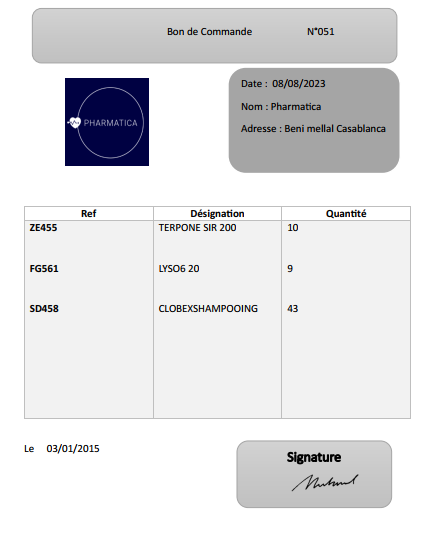 Bon de Commande N°051
Date : 08/08/2023
Nom : Pharmatica
Adresse : Beni mellal Casablanca
PHARMATICA
Ref Désignation Quantité
ZE455 TERPONE SIR 200 10
FG561 LYSO6 20 9
SD458 CLOBEXSHAMPOOING 43
Le 03/01/2015
Signature